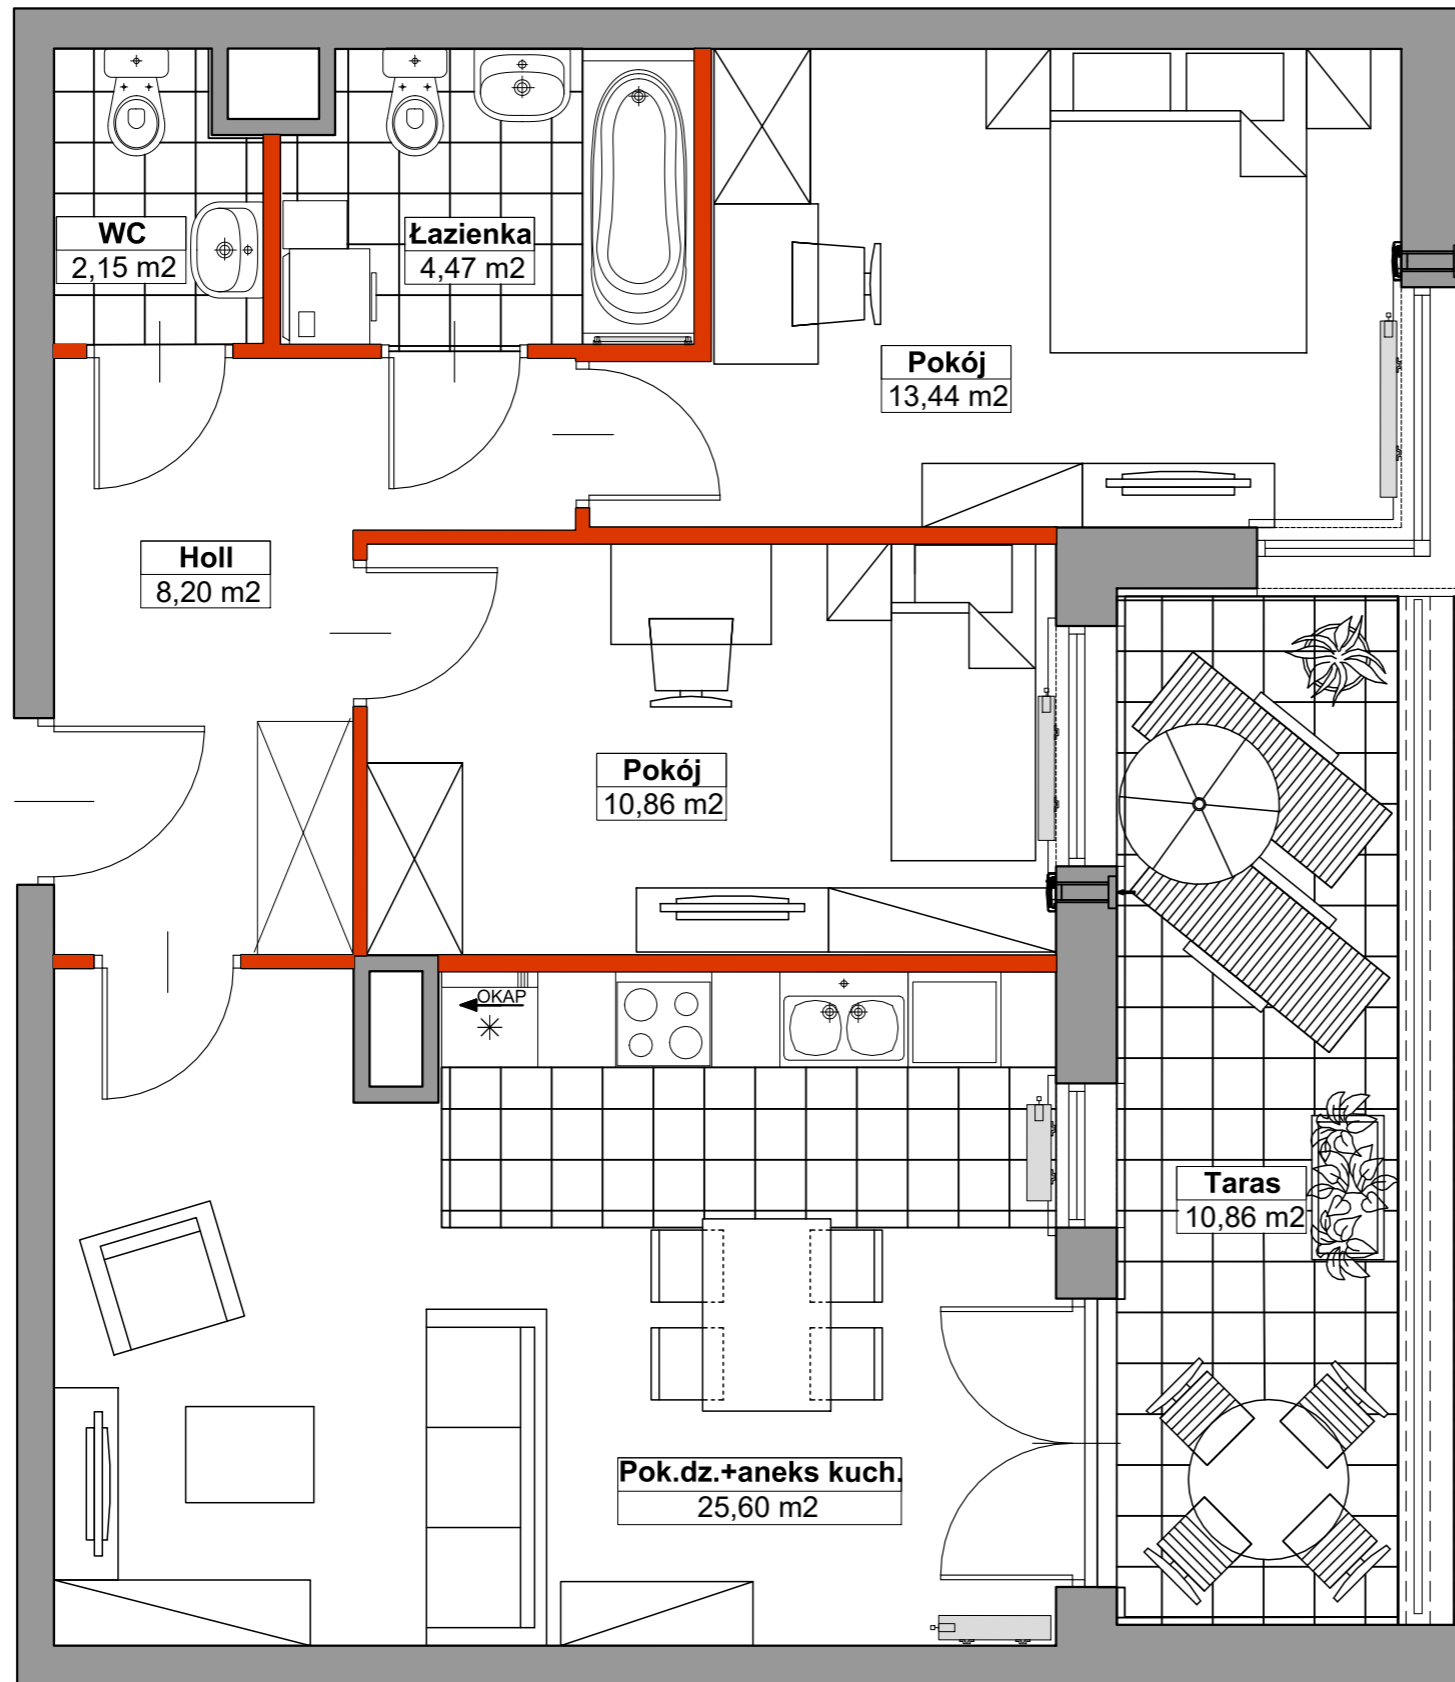 WC
2,15 m2
Łazienka
4,47 m2
Pokój
13,44 m2
Holl
8,20 m2
Pokój
10,86 m2
OKAP
Taras
10,86 m2
Pok.dz.+aneks kuch.
25,60 m2